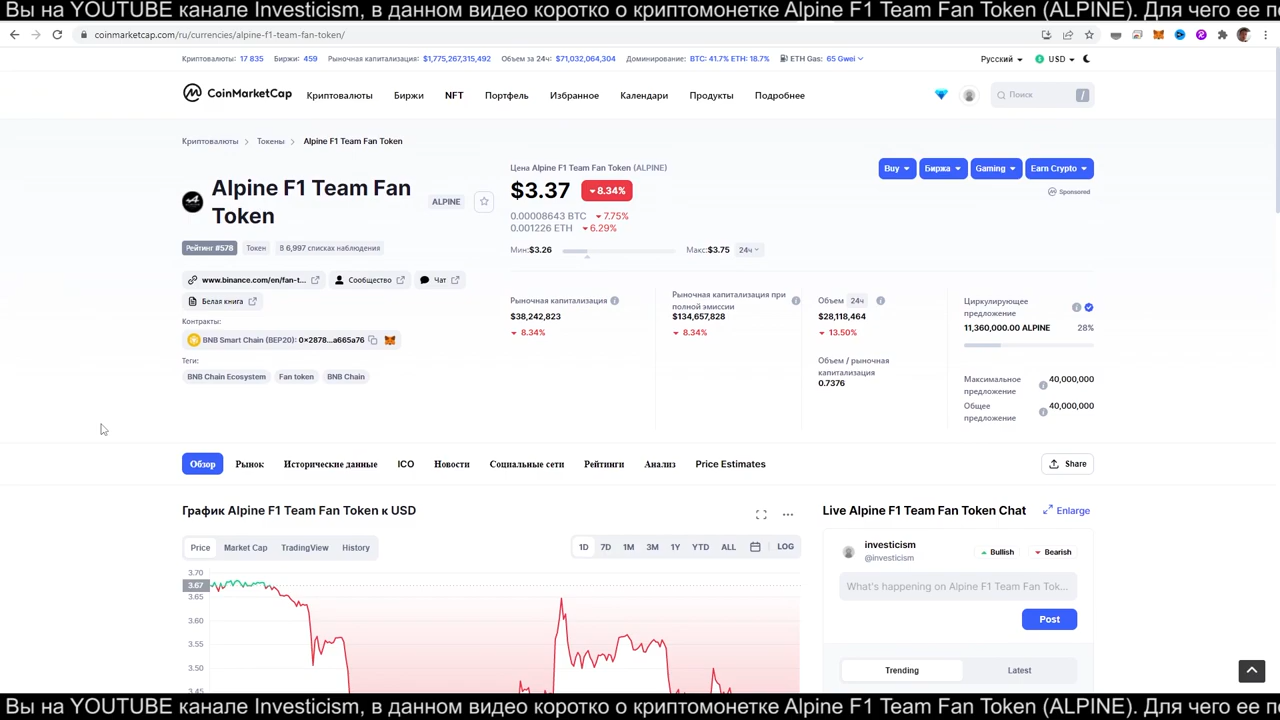 Вы на YOUTUBE канале Investicism, в данном видео коротко о криптомонетке Alpine F1 Team Fan Token (ALPINE). Для чего ее по
coinmarketcap.com/ru/currencies/alpine-f1-team-fan-token/
Криптовалюты: 17 835 Биржи: 459 Рыночная капитализация: $1,775,267,315,492 Объем за 24ч: $71,032,064,304 Доминирование: BTC: 41.7% ETH: 18.7% ETH Gas: 65 Gwei Русский USD
CoinMarketCap Криптовалюты Биржи NFT Портфель Избранное Календари Продукты Подробнее Поиск /
Криптовалюты Токены Alpine F1 Team Fan Token
Alpine F1 Team Fan
Token
ALPINE
Рейтинг #578 Токен В 6,997 списках наблюдения
www.binance.com/en/fan-t... Сообщество Чат
Белая книга
Контракты:
BNB Smart Chain (BEP20): 0x2878...a665a76
Теги:
BNB Chain Ecosystem Fan token BNB Chain
Цена Alpine F1 Team Fan Token (ALPINE)
$3.37 8.34%
0.00008643 BTC 7.75%
0.001226 ETH 6.29%
Мин:$3.26 Макс:$3.75 24ч
Buy Биржа Gaming Earn Crypto
Sponsored
Рыночная капитализация
$38,242,823
8.34%
Рыночная капитализация при
полной эмиссии
$134,657,828
8.34%
Объем 24ч
$28,118,464
13.50%
Объем / рыночная
капитализация
0.7376
Циркулирующее
предложение
11,360,000.00 ALPINE 28%
Максимальное
предложение
40,000,000
Общее
предложение
40,000,000
Обзор Рынок Исторические данные ICO Новости Социальные сети Рейтинги Анализ Price Estimates Share
График Alpine F1 Team Fan Token к USD
Price Market Cap TradingView History 1D 7D 1M 3M 1Y YTD ALL LOG
3.70
3.67
3.65
3.60
3.55
3.50
3.45
Live Alpine F1 Team Fan Token Chat Enlarge
investicism
@investicism
Bullish Bearish
What's happening on Alpine F1 Team Fan Tok...
Post
Trending Latest
Вы на YOUTUBE канале Investicism, в данном видео коротко о криптомонетке Alpine F1 Team Fan Token (ALPINE). Для чего ее по